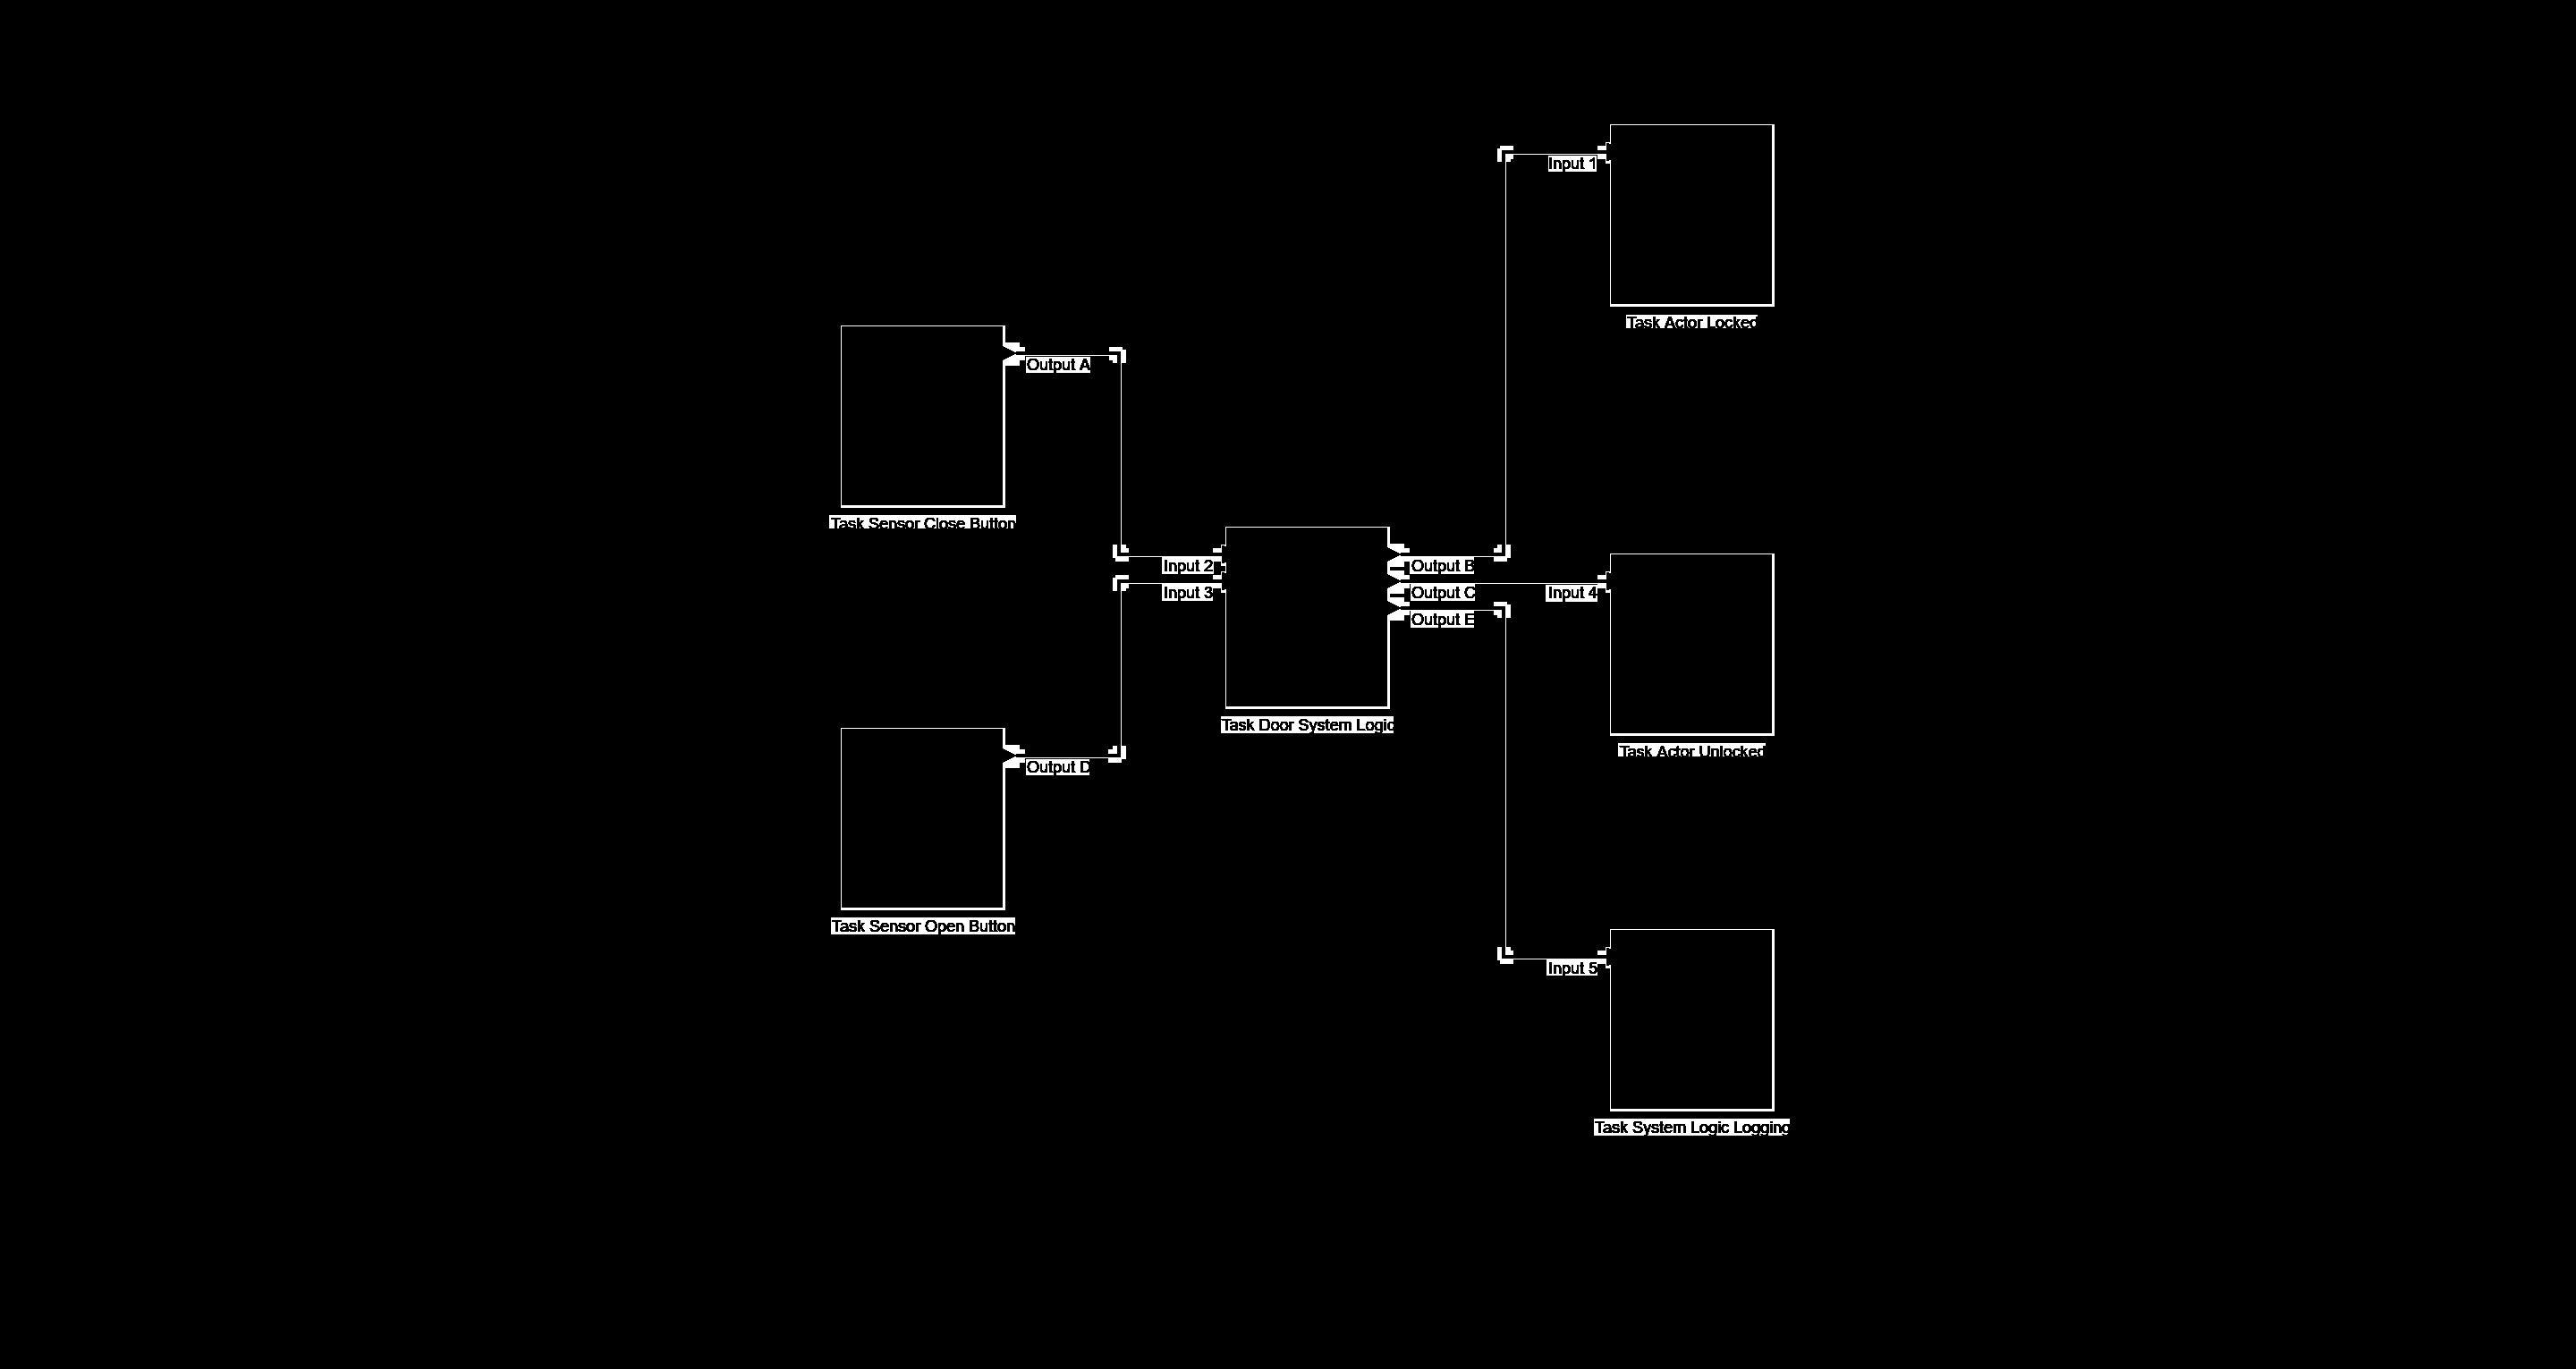 Input 1
Task Actor Locked
Output A
Task Sensor Close Button
Input 2
Output B
Input 3
Output C
Input 4
Output E
Task Door System Logic
Task Actor Unlocked
Output D
Task Sensor Open Button
Input 5
Task System Logic Logging